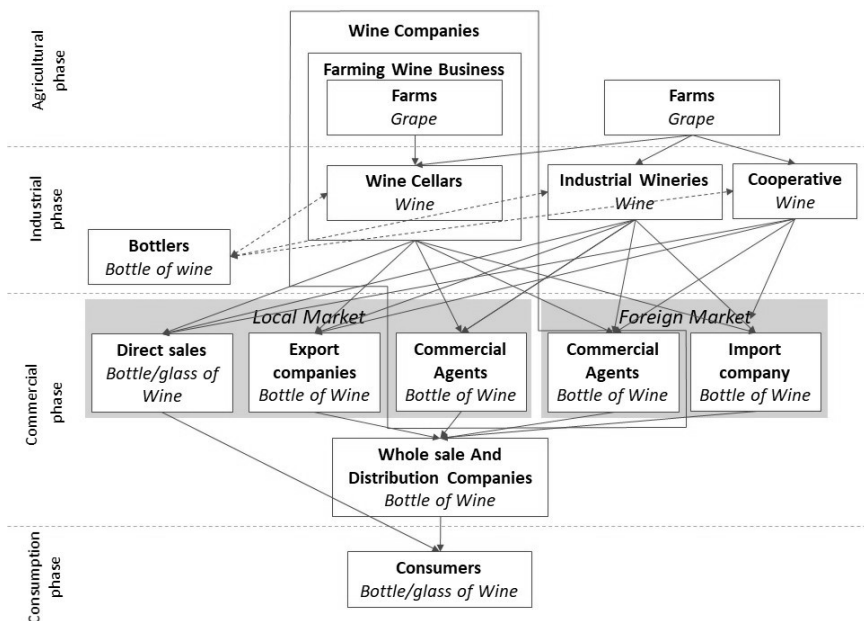 Agricultural
phase
Wine Companies
Farming Wine Business
Farms
Grape
Farms
Grape
Industrial
phase
Wine Cellars
Wine
Industrial Wineries
Wine
Cooperative
Wine
Bottlers
Bottle of wine
Commercial
phase
Local Market
Foreign Market
Direct sales
Bottle/glass of
Wine
Export
companies
Bottle of Wine
Commercial
Agents
Bottle of Wine
Commercial
Agents
Bottle of Wine
Import
company
Bottle of Wine
Whole sale And
Distribution Companies
Bottle of Wine
Consumption
phase
Consumers
Bottle/glass of Wine